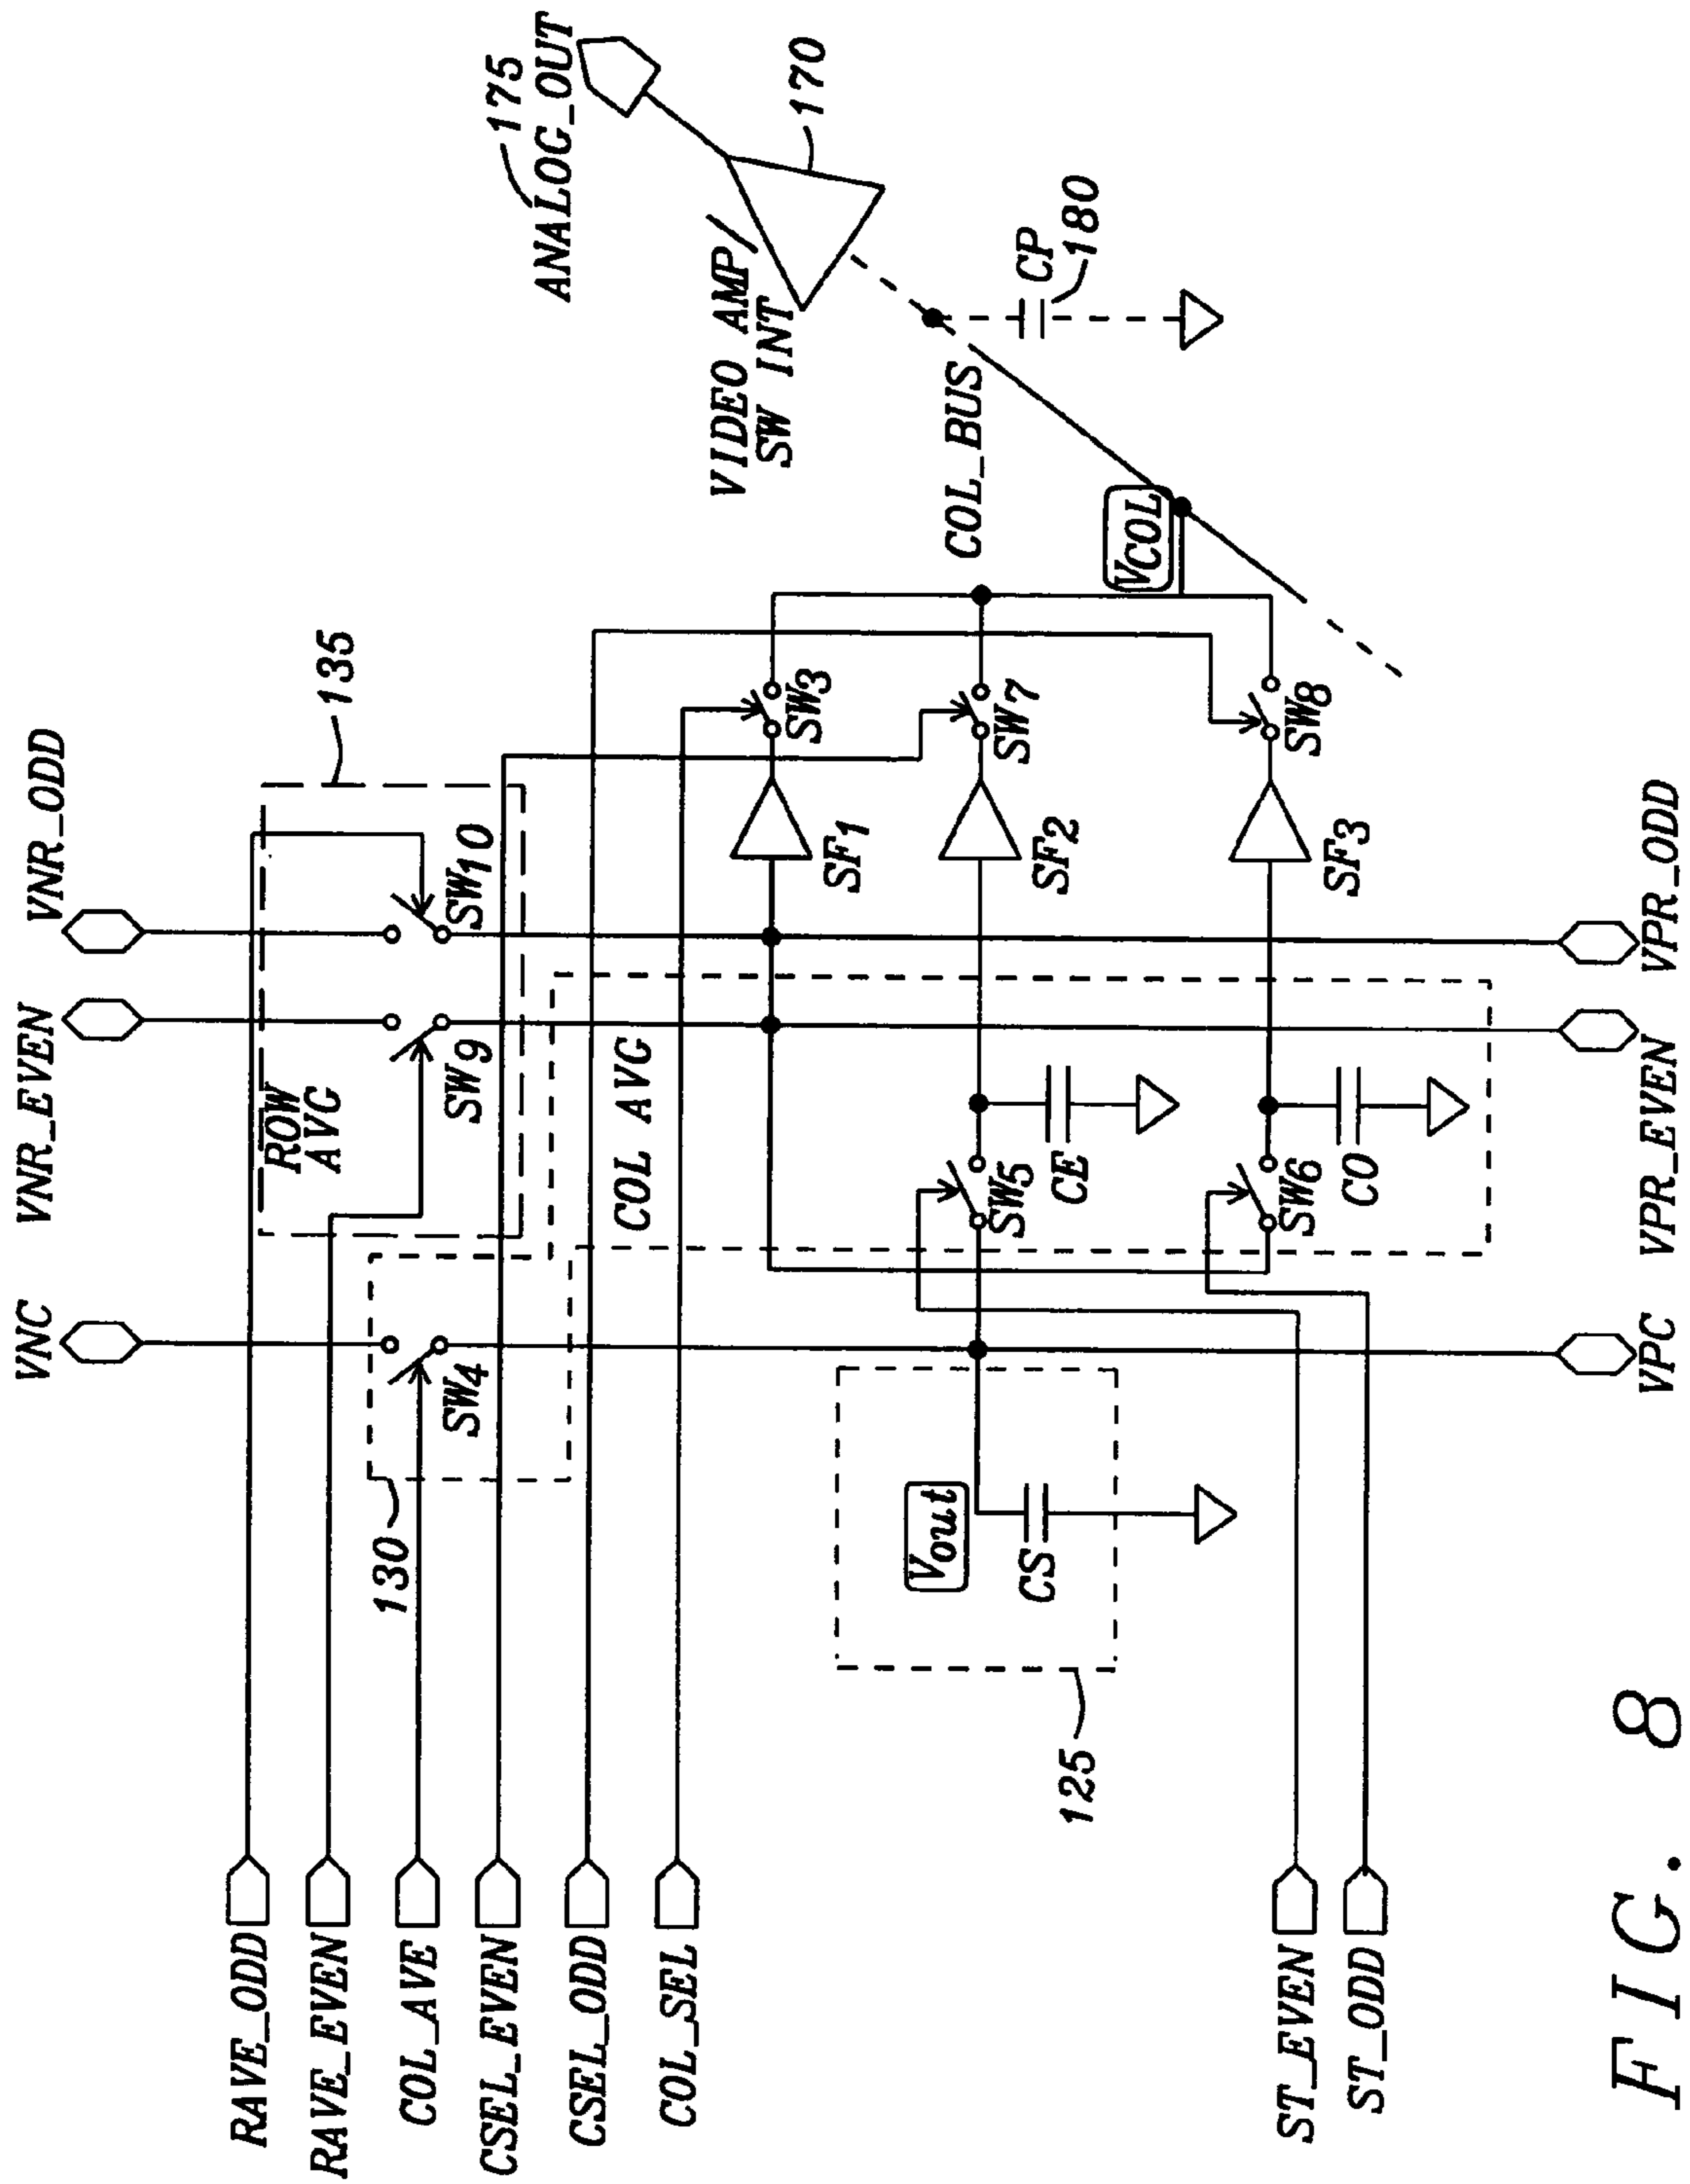 VNC
VNR_EVEN
VNR_ODD
135
175
ANALOG_OUT
RAVE_ODD
RAVE_EVEN
COL_AVE
CSEL_EVEN
CSEL_ODD
COL_SEL
130
SW4
ROW
AVG
SW9
SW10
COL AVG
VIDEO AMP/
SW INT
170
SW3
SF1
SW7
SF2
SW8
SF3
COL_BUS
VCOL
CP
180
Vout
CS
125
SW5
CE
SW6
CO
ST_EVEN
ST_ODD
VPC
VPR_EVEN
VPR_ODD
FIG. 8